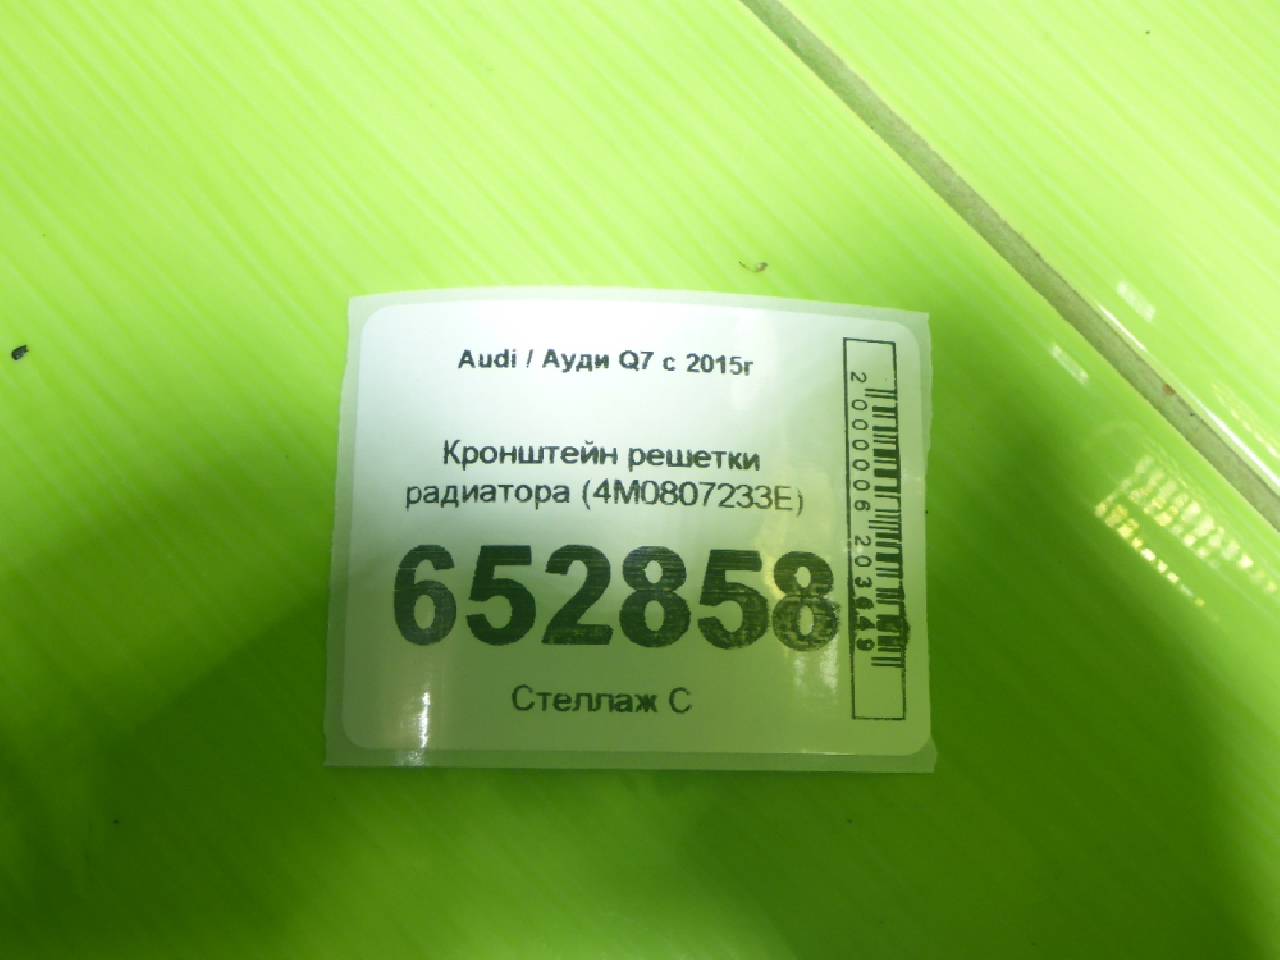 Audi / Ауди Q7 с 2015г
Кронштейн решетки
радиатора (4M0807233E)
652858
Стеллаж С
2000006203649